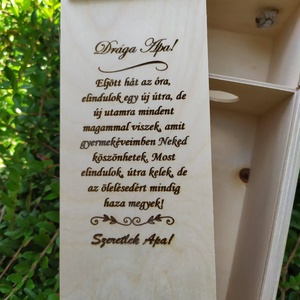 Drága Apa!
Eljött hát az óra,
elindulok egy új útra, de
új utamra mindent
magammal viszek, amit
gyermekéveimben Neked
köszönhetek. Most
elindulok, útra kelek, de
az ölelésedért mindig
haza megyek!
Szeretlek Apa!